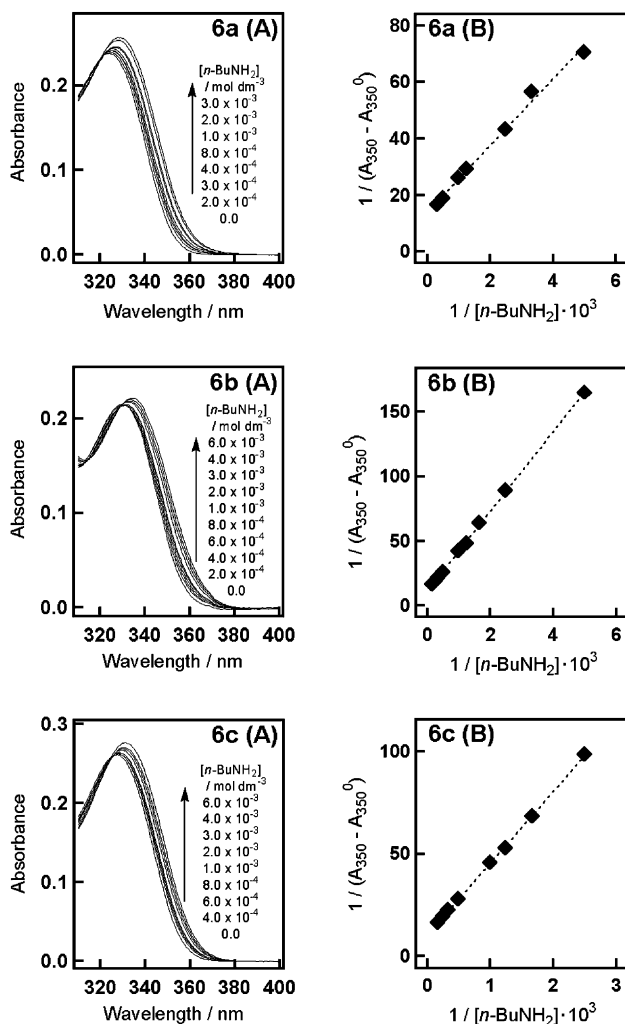 6a (A)
Absorbance
0.2
0.1
0.0
[n-BuNH₂]
/ mol dm⁻³
3.0 x 10⁻³
2.0 x 10⁻³
1.0 x 10⁻³
8.0 x 10⁻⁴
4.0 x 10⁻⁴
3.0 x 10⁻⁴
2.0 x 10⁻⁴
0.0
320 340 360 380 400
Wavelength / nm
6a (B)
1 / (A₃₅₀ - A₃₅₀⁰)
80
60
40
20
0
0 2 4 6
1 / [n-BuNH₂]·10³
6b (A)
Absorbance
0.2
0.1
0.0
[n-BuNH₂]
/ mol dm⁻³
6.0 x 10⁻³
4.0 x 10⁻³
3.0 x 10⁻³
2.0 x 10⁻³
1.0 x 10⁻³
8.0 x 10⁻⁴
6.0 x 10⁻⁴
4.0 x 10⁻⁴
2.0 x 10⁻⁴
0.0
320 340 360 380 400
Wavelength / nm
6b (B)
1 / (A₃₅₀ - A₃₅₀⁰)
150
100
50
0
0 2 4 6
1 / [n-BuNH₂]·10³
6c (A)
Absorbance
0.3
0.2
0.1
0.0
[n-BuNH₂]
/ mol dm⁻³
6.0 x 10⁻³
4.0 x 10⁻³
3.0 x 10⁻³
2.0 x 10⁻³
1.0 x 10⁻³
8.0 x 10⁻⁴
6.0 x 10⁻⁴
4.0 x 10⁻⁴
0.0
320 340 360 380 400
Wavelength / nm
6c (B)
1 / (A₃₅₀ - A₃₅₀⁰)
100
50
0
0 1 2 3
1 / [n-BuNH₂]·10³